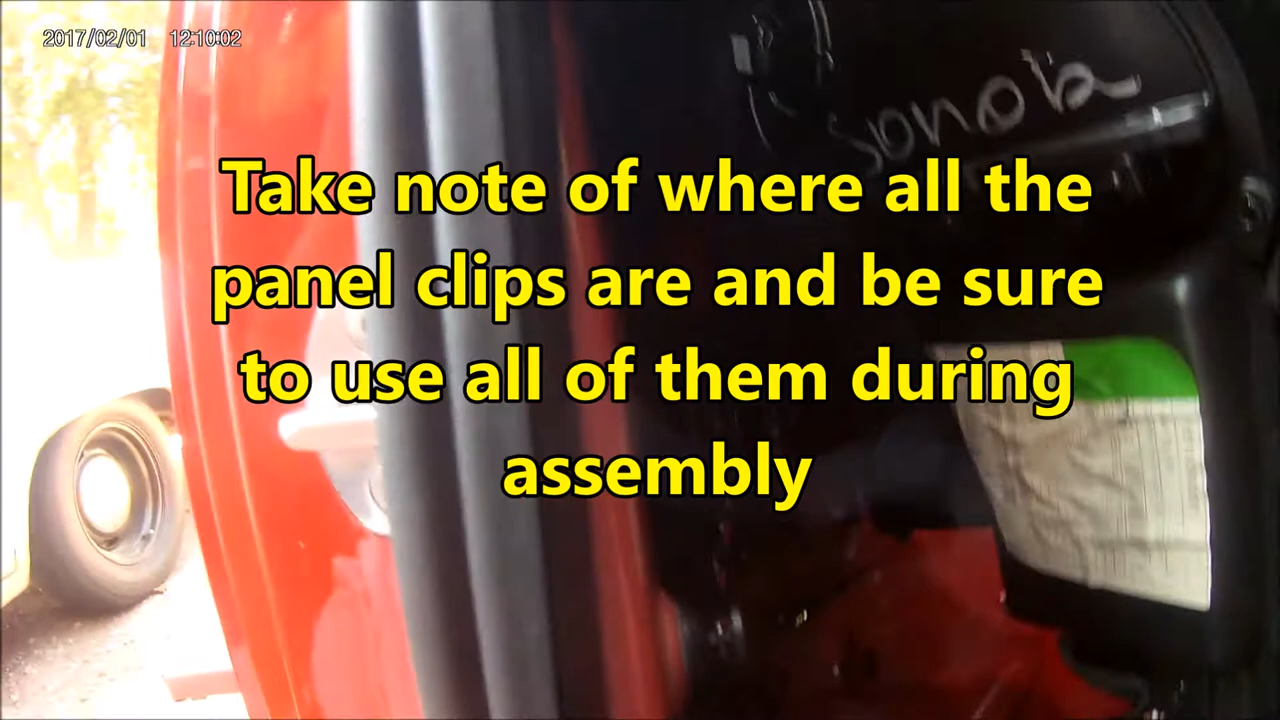 2017/02/01 12:10:02
Sonata
Take note of where all the
panel clips are and be sure
to use all of them during
assembly